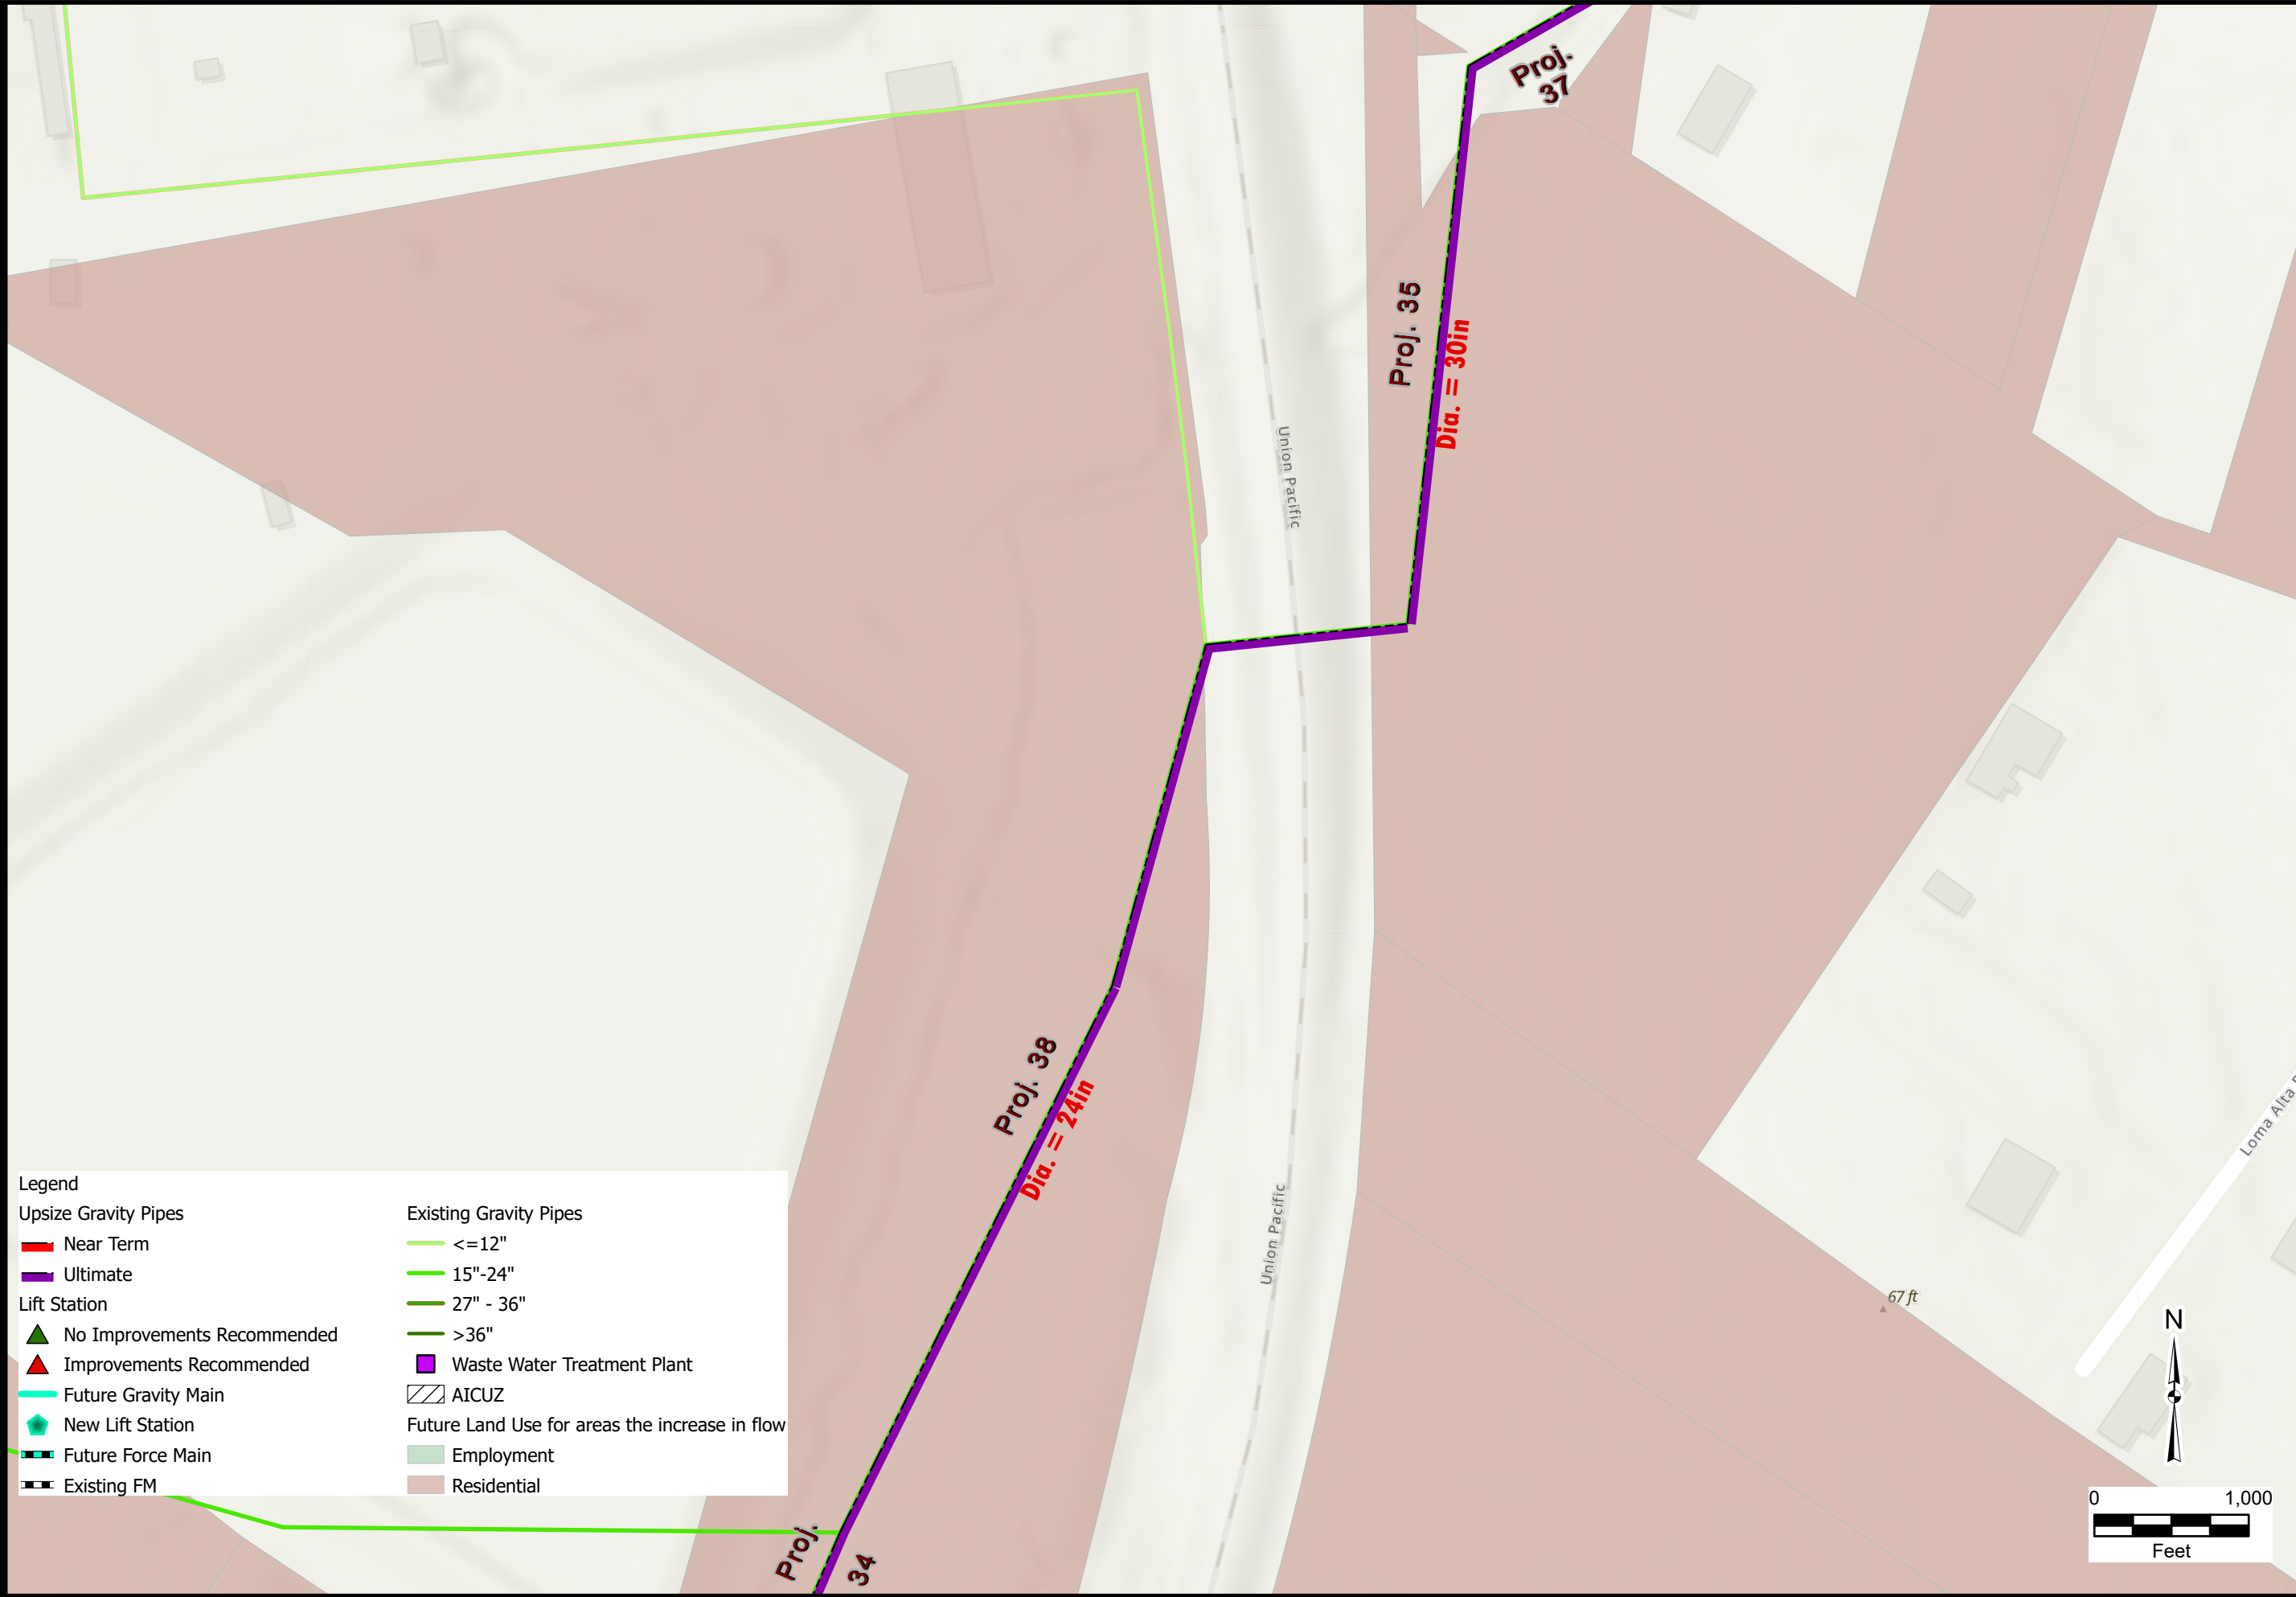 Proj.
37
Proj. 35
Dia. = 30in
Union Pacific
Proj. 38
Dia. = 24in
Union Pacific
Loma Alta
67 ft
Proj.
34
Legend
Upsize Gravity Pipes
Near Term
Ultimate
Lift Station
No Improvements Recommended
Improvements Recommended
Future Gravity Main
New Lift Station
Future Force Main
Existing FM
Existing Gravity Pipes
<=12"
15"-24"
27" - 36"
>36"
Waste Water Treatment Plant
AICUZ
Future Land Use for areas the increase in flow
Employment
Residential
N
0 1,000
Feet